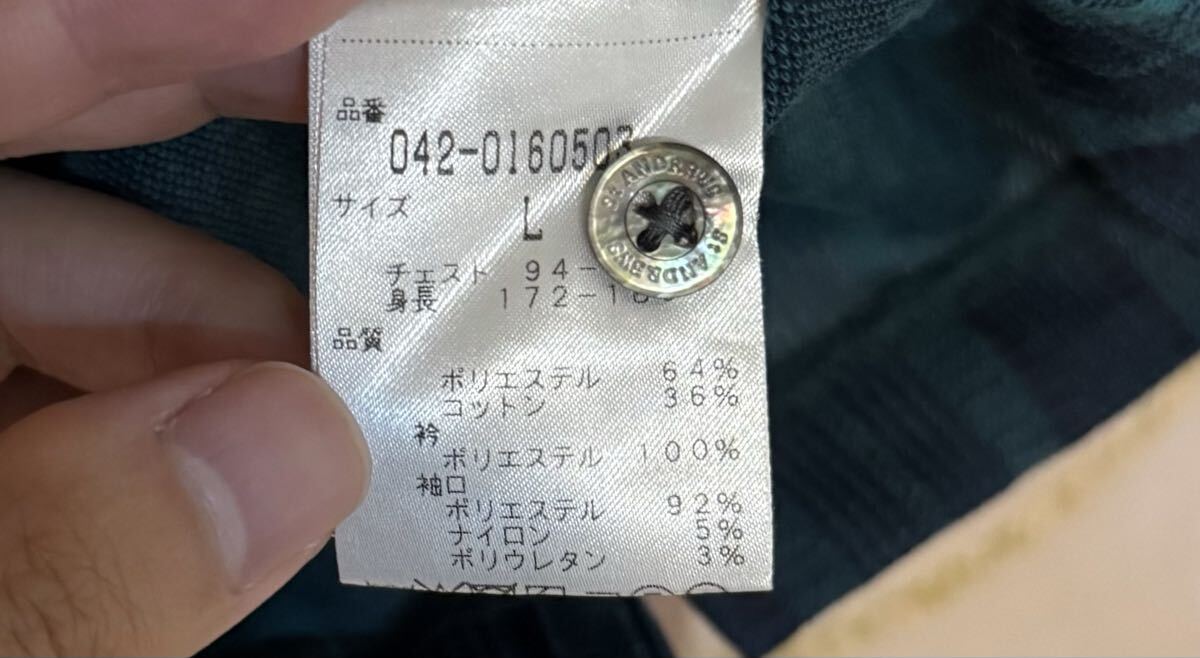 品番
042-0160503
サイズ
L
チェスト 94-
身長 172-18
品質
ポリエステル 64%
コットン 36%
衿
ポリエステル 100%
袖口
ポリエステル 92%
ナイロン 5%
ポリウレタン 3%
St ANDREWS
St ANDREWS